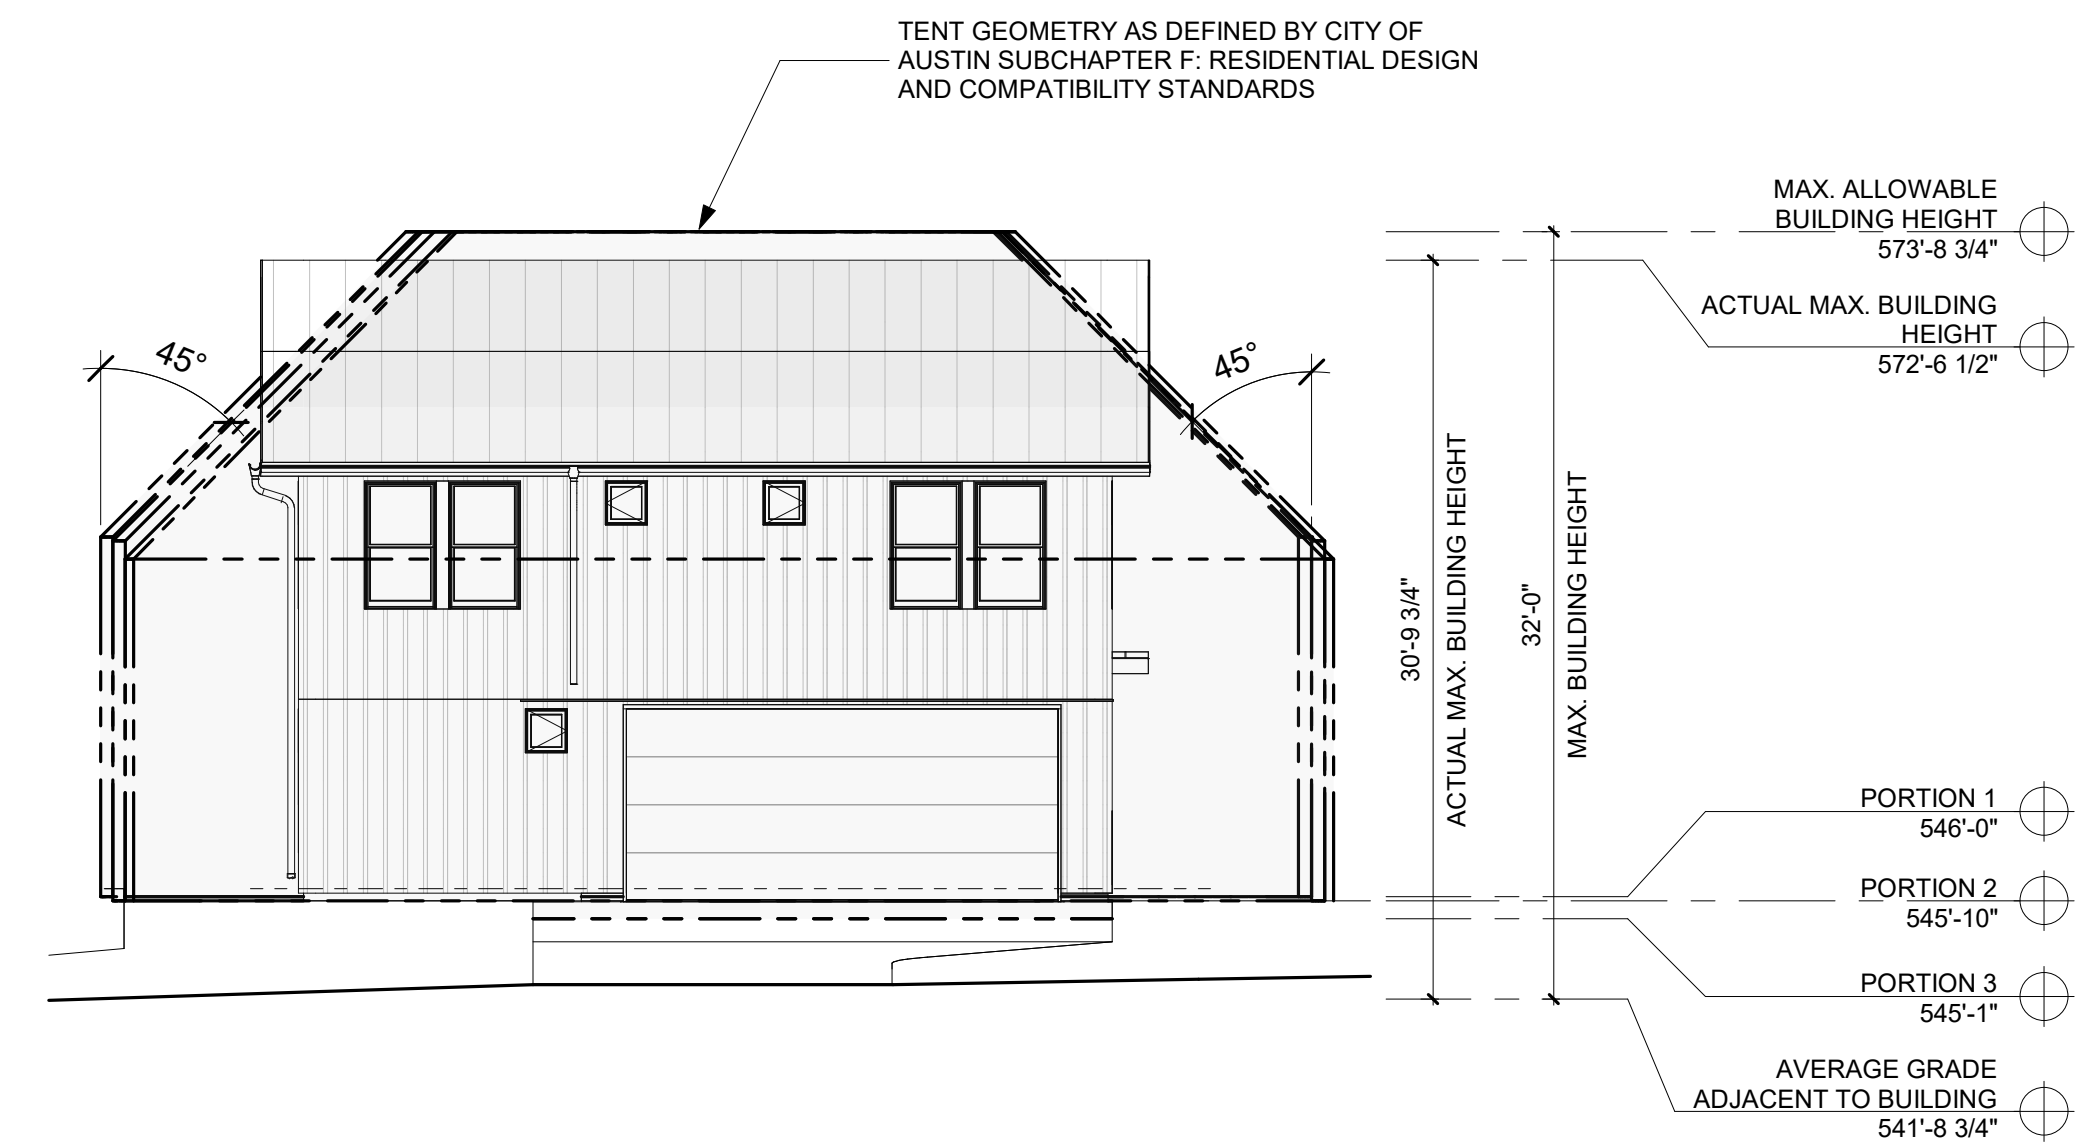 TENT GEOMETRY AS DEFINED BY CITY OF
AUSTIN SUBCHAPTER F: RESIDENTIAL DESIGN
AND COMPATIBILITY STANDARDS
MAX. ALLOWABLE
BUILDING HEIGHT
573'-8 3/4"
ACTUAL MAX. BUILDING
HEIGHT
572'-6 1/2"
45°
45°
30'-9 3/4"
ACTUAL MAX. BUILDING HEIGHT
32'-0"
MAX. BUILDING HEIGHT
PORTION 1
546'-0"
PORTION 2
545'-10"
PORTION 3
545'-1"
AVERAGE GRADE
ADJACENT TO BUILDING
541'-8 3/4"